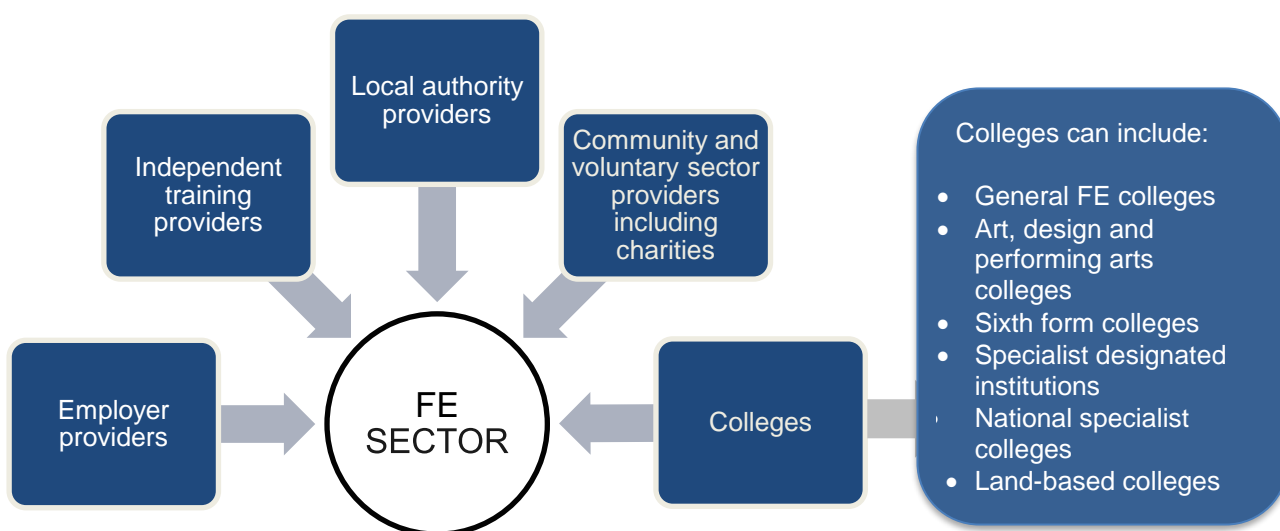 Local authority
providers
Independent
training
providers
Community and
voluntary sector
providers
including
charities
Employer
providers
FE
SECTOR
Colleges
Colleges can include:
• General FE colleges
• Art, design and
performing arts
colleges
• Sixth form colleges
• Specialist designated
institutions
• National specialist
colleges
• Land-based colleges